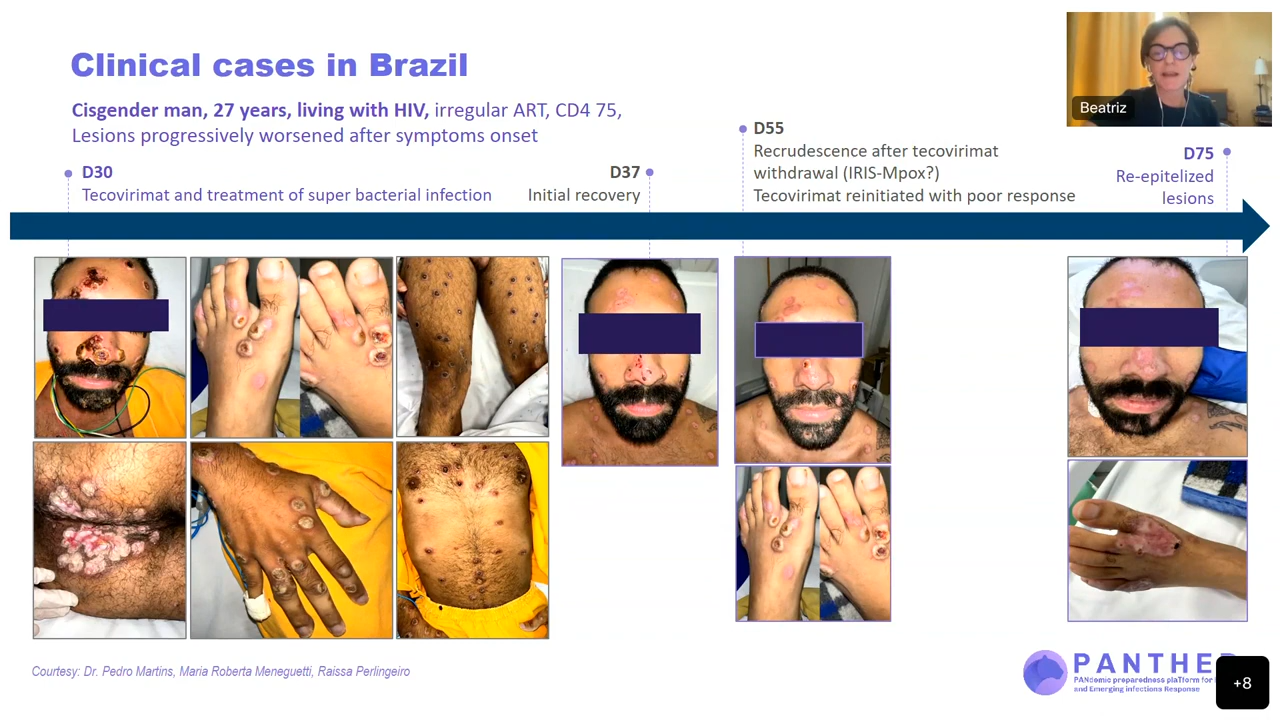 Clinical cases in Brazil
Beatriz
Cisgender man, 27 years, living with HIV, irregular ART, CD4 75,
Lesions progressively worsened after symptoms onset
D30
Tecovirimat and treatment of super bacterial infection
D37
Initial recovery
D55
Recrudescence after tecovirimat
withdrawal (IRIS-Mpox?)
Tecovirimat reinitiated with poor response
D75
Re-epitelized
lesions
Courtesy: Dr. Pedro Martins, Maria Roberta Meneguetti, Raissa Perlingeiro
PANTHE
PANdemic preparedness plaTform for
and Emerging infections Response
+8